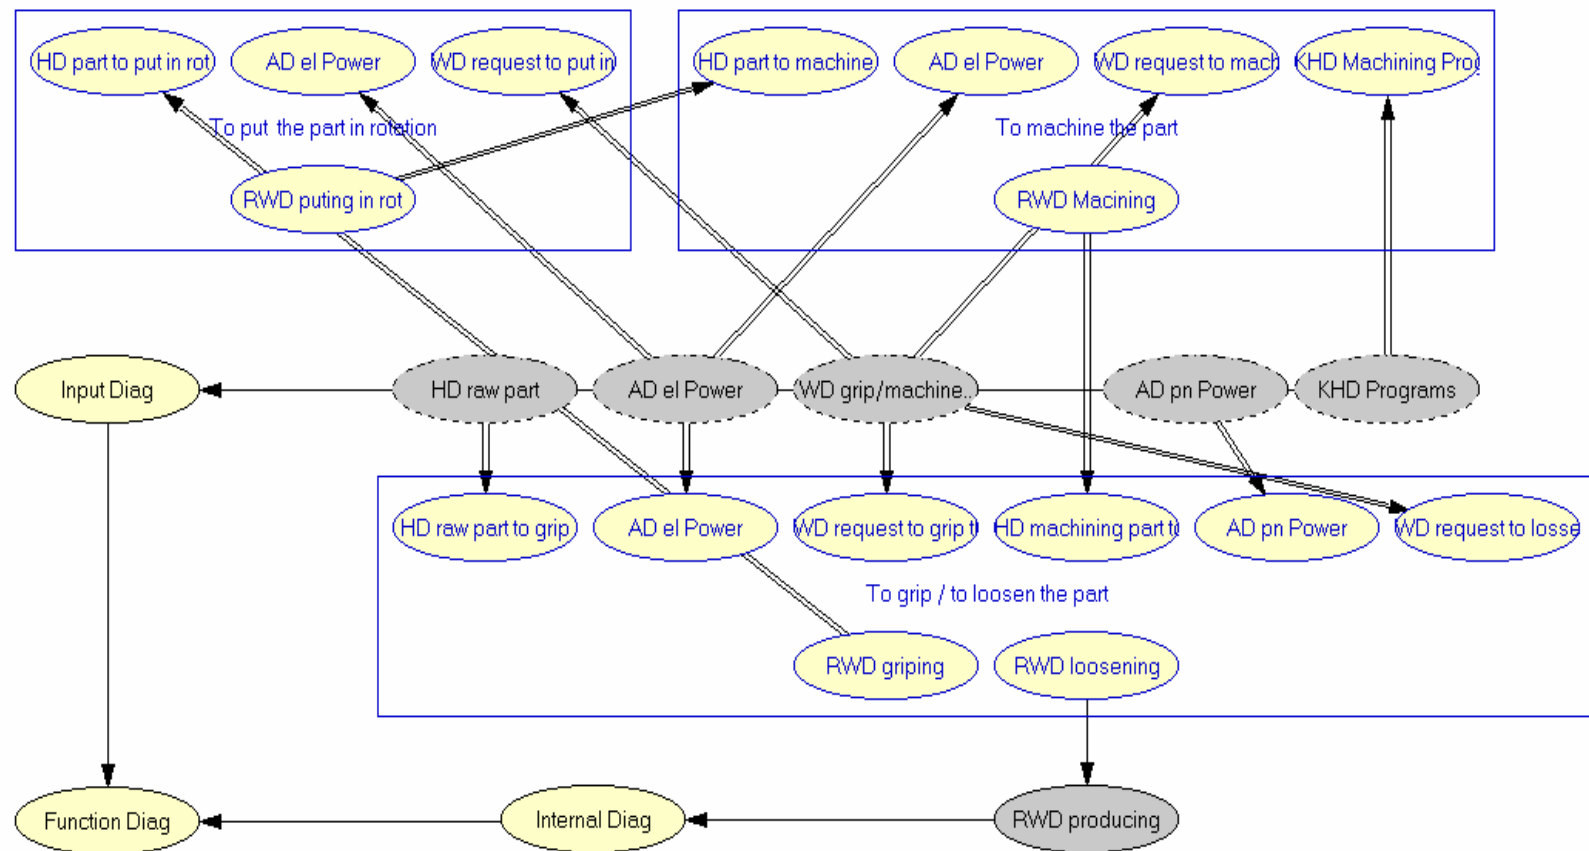 HD part to put in rot
AD el Power
WD request to put in
HD part to machine
AD el Power
WD request to mach
KHD Machining Prog
To put the part in rotation
To machine the part
RWD puting in rot
RWD Macining
Input Diag
HD raw part
AD el Power
WD grip/machine..
AD pn Power
KHD Programs
HD raw part to grip
AD el Power
WD request to grip t
HD machining part to
AD pn Power
WD request to losse
To grip / to loosen the part
RWD griping
RWD loosening
Function Diag
Internal Diag
RWD producing